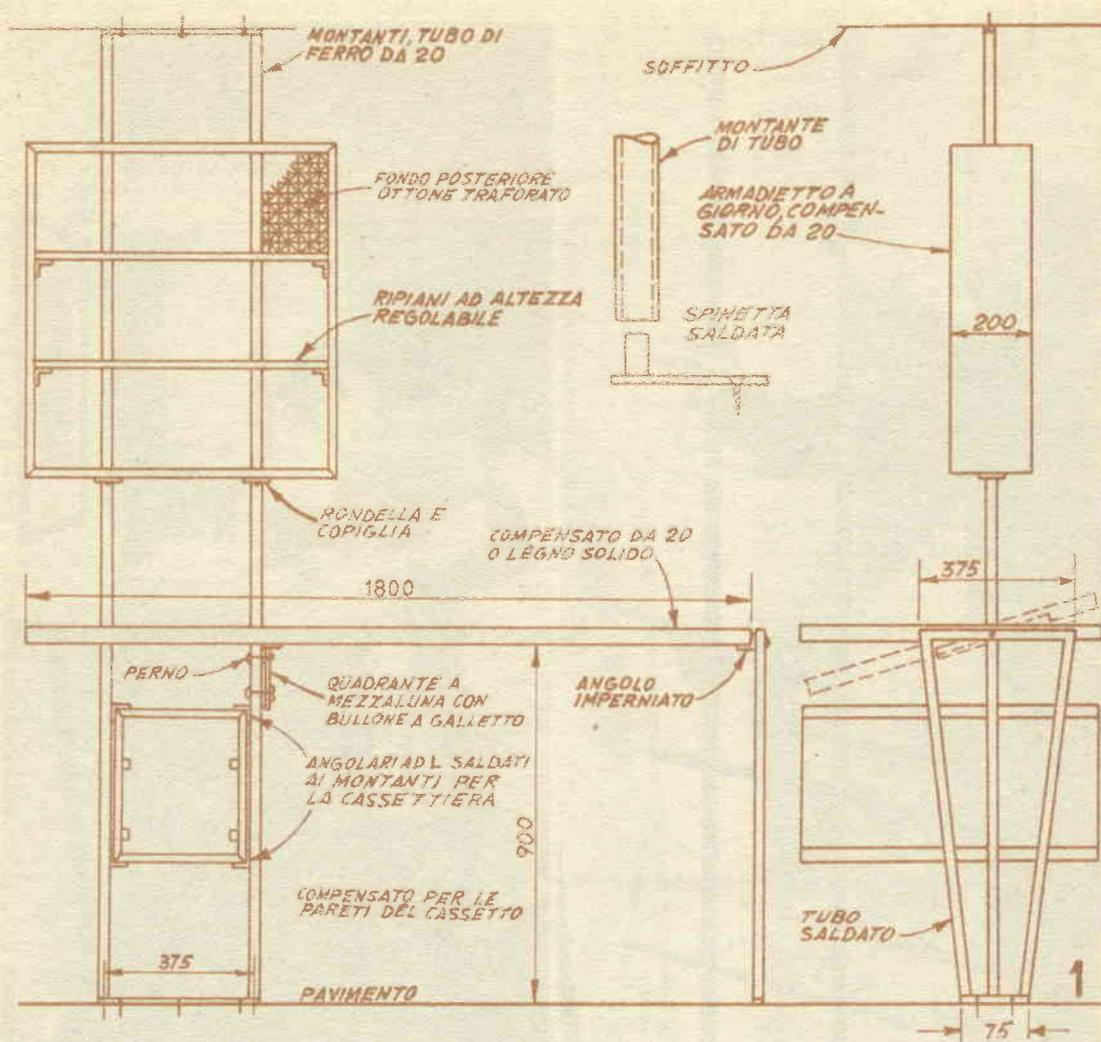 MONTANTI, TUBO DI
FERRO DA 20
SOFFITTO
MONTANTE
DI TUBO
FONDO POSTERIORE
OTTONE TRAFORATO
ARMADIETTO A
GIORNO, COMPEN-
SATO DA 20
RIPIANI AD ALTEZZA
REGOLABILE
SPINETTA
SALDATA
200
RONDELLA E
COPIGLIA
COMPENSATO DA 20
O LEGNO SOLIDO
1800
375
PERNO
QUADRANTE A
MEZZALUNA CON
BULLONE A GALLETTO
ANGOLO
IMPERNIATO
ANGOLARI AD L SALDATI
AI MONTANTI PER
LA CASSETTIERA
900
COMPENSATO PER LE
PARETI DEL CASSETTO
TUBO
SALDATO
375
PAVIMENTO
1
75